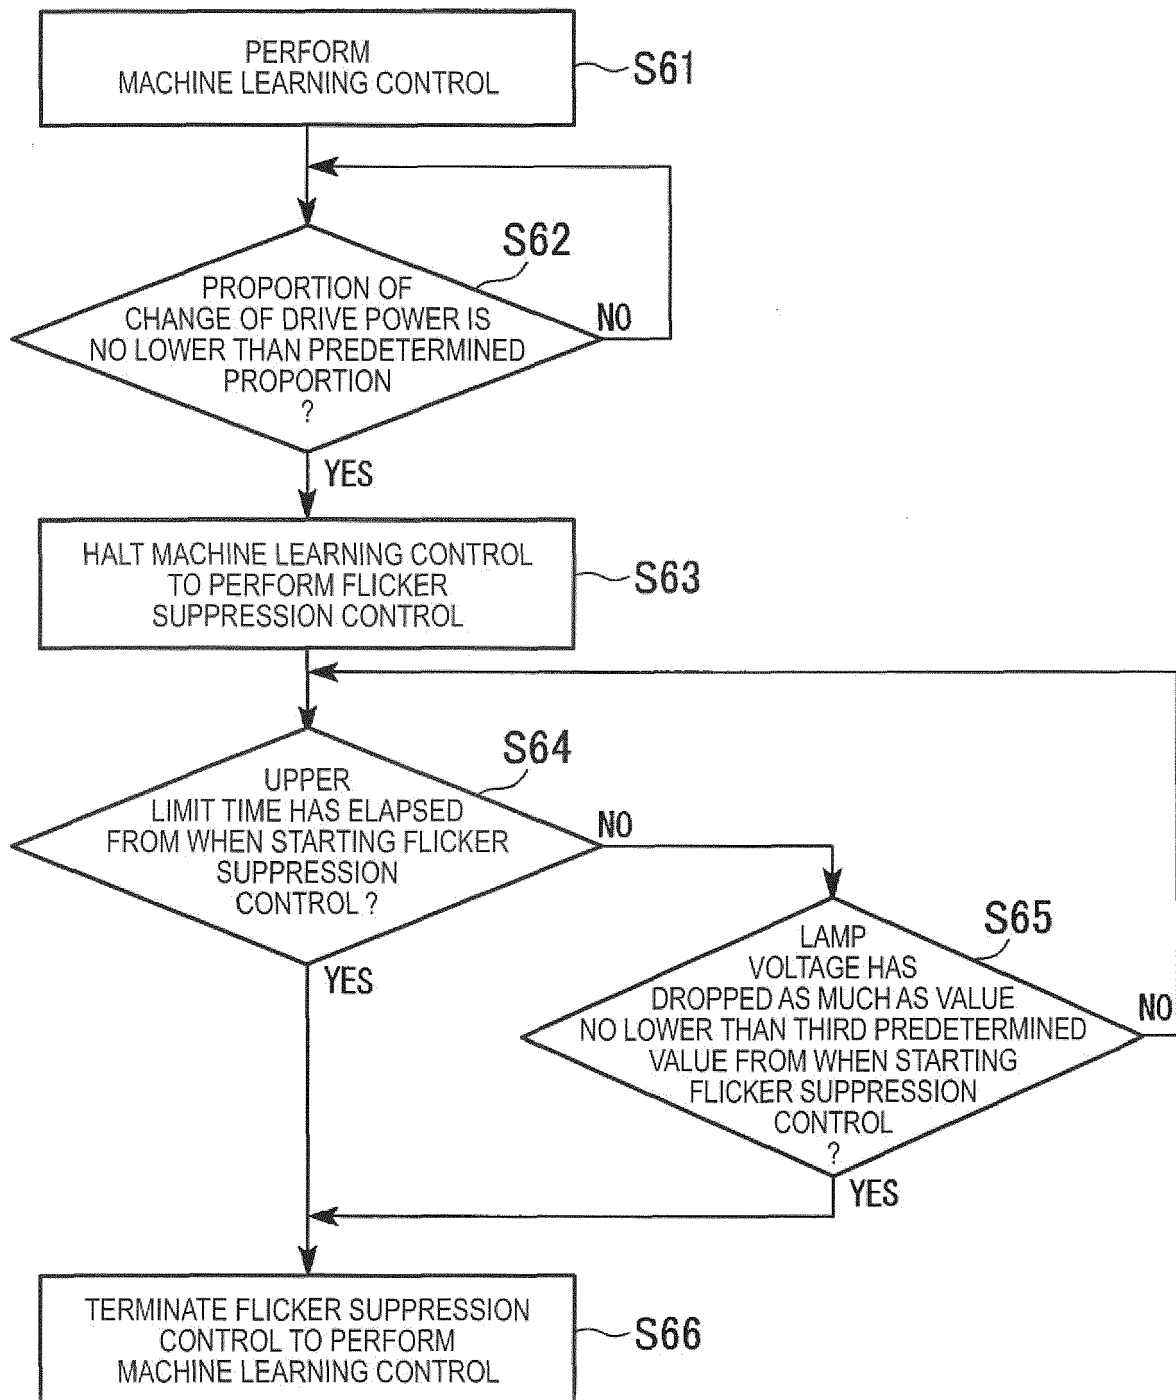 PERFORM
MACHINE LEARNING CONTROL
S61
S62
PROPORTION OF
CHANGE OF DRIVE POWER IS
NO LOWER THAN PREDETERMINED
PROPORTION
?
NO
YES
HALT MACHINE LEARNING CONTROL
TO PERFORM FLICKER
SUPPRESSION CONTROL
S63
S64
UPPER
LIMIT TIME HAS ELAPSED
FROM WHEN STARTING FLICKER
SUPPRESSION
CONTROL ?
NO
YES
S65
LAMP
VOLTAGE HAS
DROPPED AS MUCH AS VALUE
NO LOWER THAN THIRD PREDETERMINED
VALUE FROM WHEN STARTING
FLICKER SUPPRESSION
CONTROL
?
NO
YES
TERMINATE FLICKER SUPPRESSION
CONTROL TO PERFORM
MACHINE LEARNING CONTROL
S66